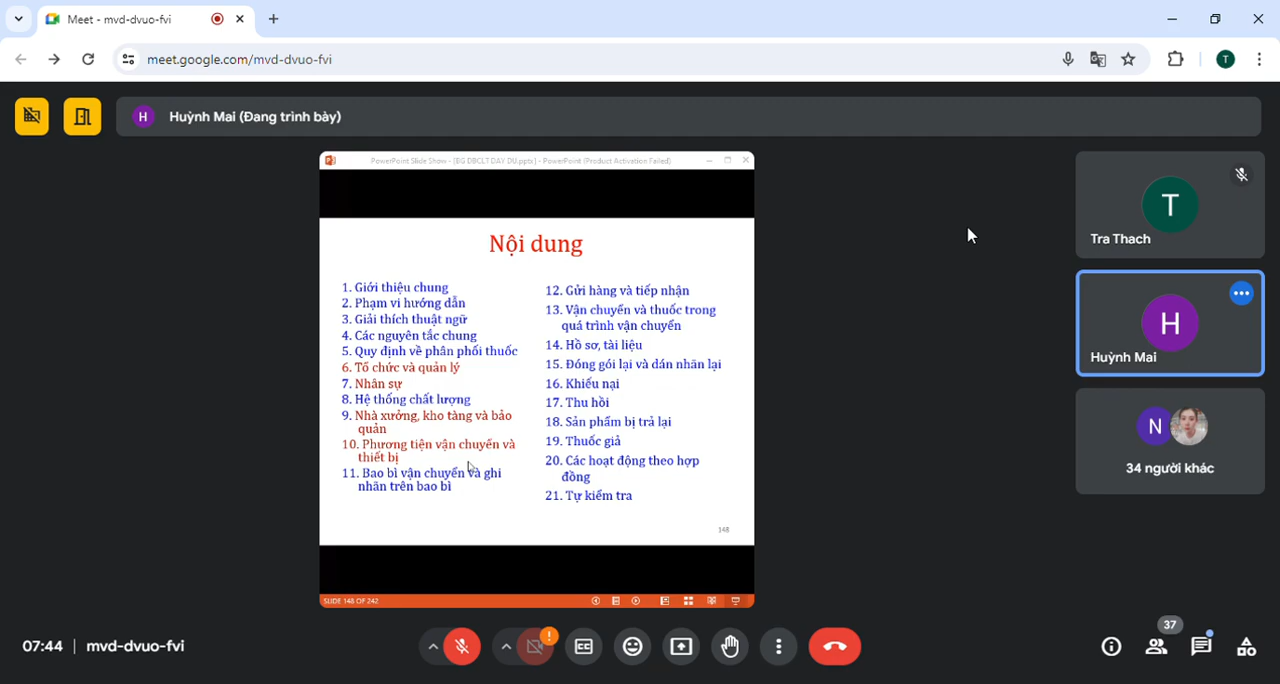 Meet - mvd-dvuo-fvi
meet.google.com/mvd-dvuo-fvi
T
H
Huỳnh Mai (Đang trình bày)
PowerPoint Slide Show - [BG DBCLT DAY DU.pptx] - PowerPoint (Product Activation Failed)
Nội dung
1. Giới thiệu chung
2. Phạm vi hướng dẫn
3. Giải thích thuật ngữ
4. Các nguyên tắc chung
5. Quy định về phân phối thuốc
6. Tổ chức và quản lý
7. Nhân sự
8. Hệ thống chất lượng
9. Nhà xưởng, kho tàng và bảo
quản
10. Phương tiện vận chuyển và
thiết bị
11. Bao bì vận chuyển và ghi
nhãn trên bao bì
12. Gửi hàng và tiếp nhận
13. Vận chuyển và thuốc trong
quá trình vận chuyển
14. Hồ sơ, tài liệu
15. Đóng gói lại và dán nhãn lại
16. Khiếu nại
17. Thu hồi
18. Sản phẩm bị trả lại
19. Thuốc giả
20. Các hoạt động theo hợp
đồng
21. Tự kiểm tra
148
SLIDE 148 OF 242
T
Tra Thach
H
Huỳnh Mai
N
34 người khác
07:44 | mvd-dvuo-fvi
37